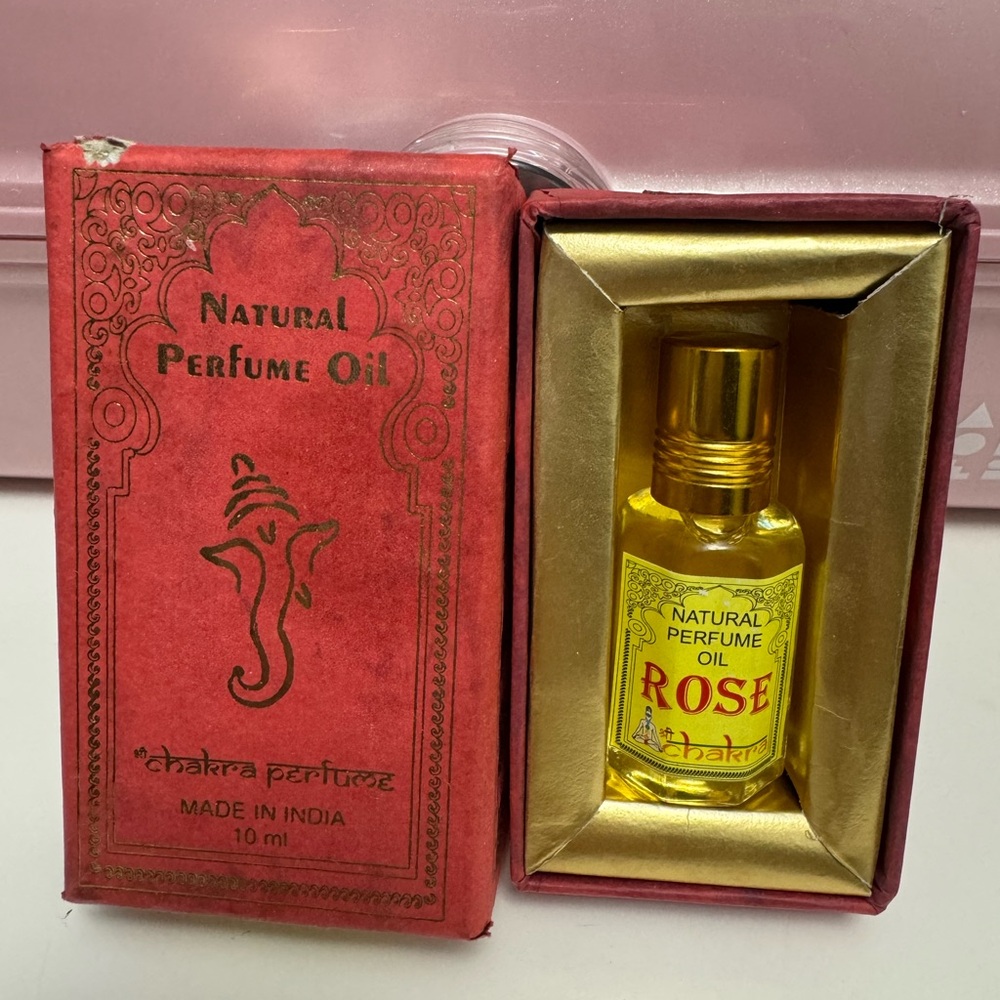 Natural
Perfume Oil
श्री chakra perfume
MADE IN INDIA
10 ml
NATURAL
PERFUME
OIL
ROSE
श्री chakra